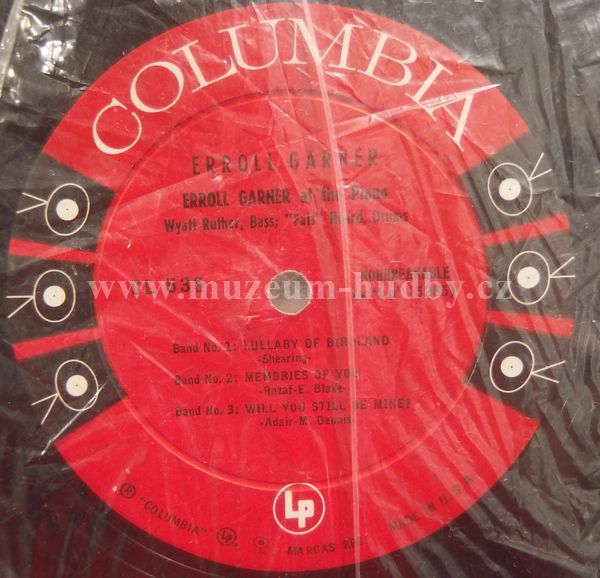 COLUMBIA
ERROLL GARNER
ERROLL GARNER at the Piano
Wyatt Ruther, Bass; "Fats" Heard, Drums
CL 535
NONBREAKABLE
www.muzeum-hudby.cz
Band No. 1: LULLABY OF BIRDLAND
-Shearing-
Band No. 2: MEMORIES OF YOU
-Razaf-E. Blake-
Band No. 3: WILL YOU STILL BE MINE?
-Adair-M. Dennis-
LP
® "COLUMBIA" MARCAS REG. MADE IN U.S.A.